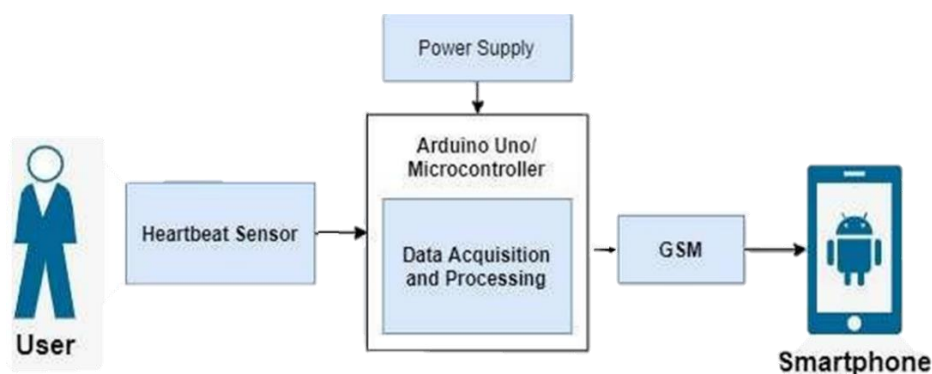 Power Supply
Arduino Uno/
Microcontroller
Heartbeat Sensor
Data Acquisition
and Processing
GSM
User
Smartphone